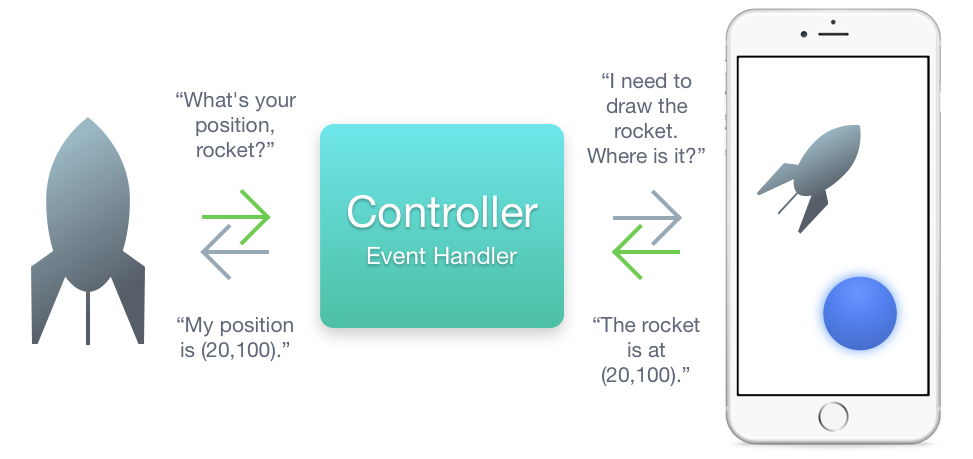 “What's your
position,
rocket?”
“My position
is (20,100).”
Controller
Event Handler
“I need to
draw the
rocket.
Where is it?”
“The rocket
is at
(20,100).”